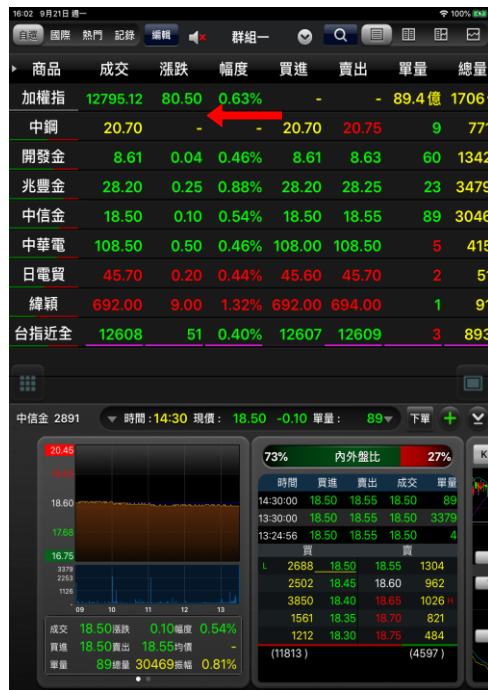 16:02 9月21日 週一 100%
自選 國際 熱門 記錄 編輯 群組一
商品 成交 漲跌 幅度 買進 賣出 單量 總量
加權指 12795.12 80.50 0.63% - - 89.4億 1706
中鋼 20.70 - - 20.70 20.75 9 771
開發金 8.61 0.04 0.46% 8.61 8.63 60 1342
兆豐金 28.20 0.25 0.88% 28.20 28.25 23 3479
中信金 18.50 0.10 0.54% 18.50 18.55 89 3046
中華電 108.50 0.50 0.46% 108.00 108.50 5 415
日電貿 45.70 0.20 0.44% 45.60 45.70 2 51
緯穎 692.00 9.00 1.32% 692.00 694.00 1 91
台指近全 12608 51 0.40% 12607 12609 3 893
中信金 2891 時間:14:30 現價: 18.50 -0.10 單量: 89 下單 +
20.45
18.60
17.68
16.75
3379
2253
1126
09 10 11 12 13
成交 18.50 漲跌 0.10 幅度 0.54%
買進 18.50 賣出 18.55 均價 -
單量 89 總量 30469 振幅 0.81%
73% 內外盤比 27%
時間 買進 賣出 成交 單量
14:30:00 18.50 18.55 18.50 89
13:30:00 18.50 18.55 18.50 3379
13:24:56 18.50 18.55 18.50 4
買 賣
L 2688 18.50 18.55 1304
2502 18.45 18.60 962
3850 18.40 18.65 1026 H
1561 18.35 18.70 821
1212 18.30 18.75 484
(11813) (4597)
K